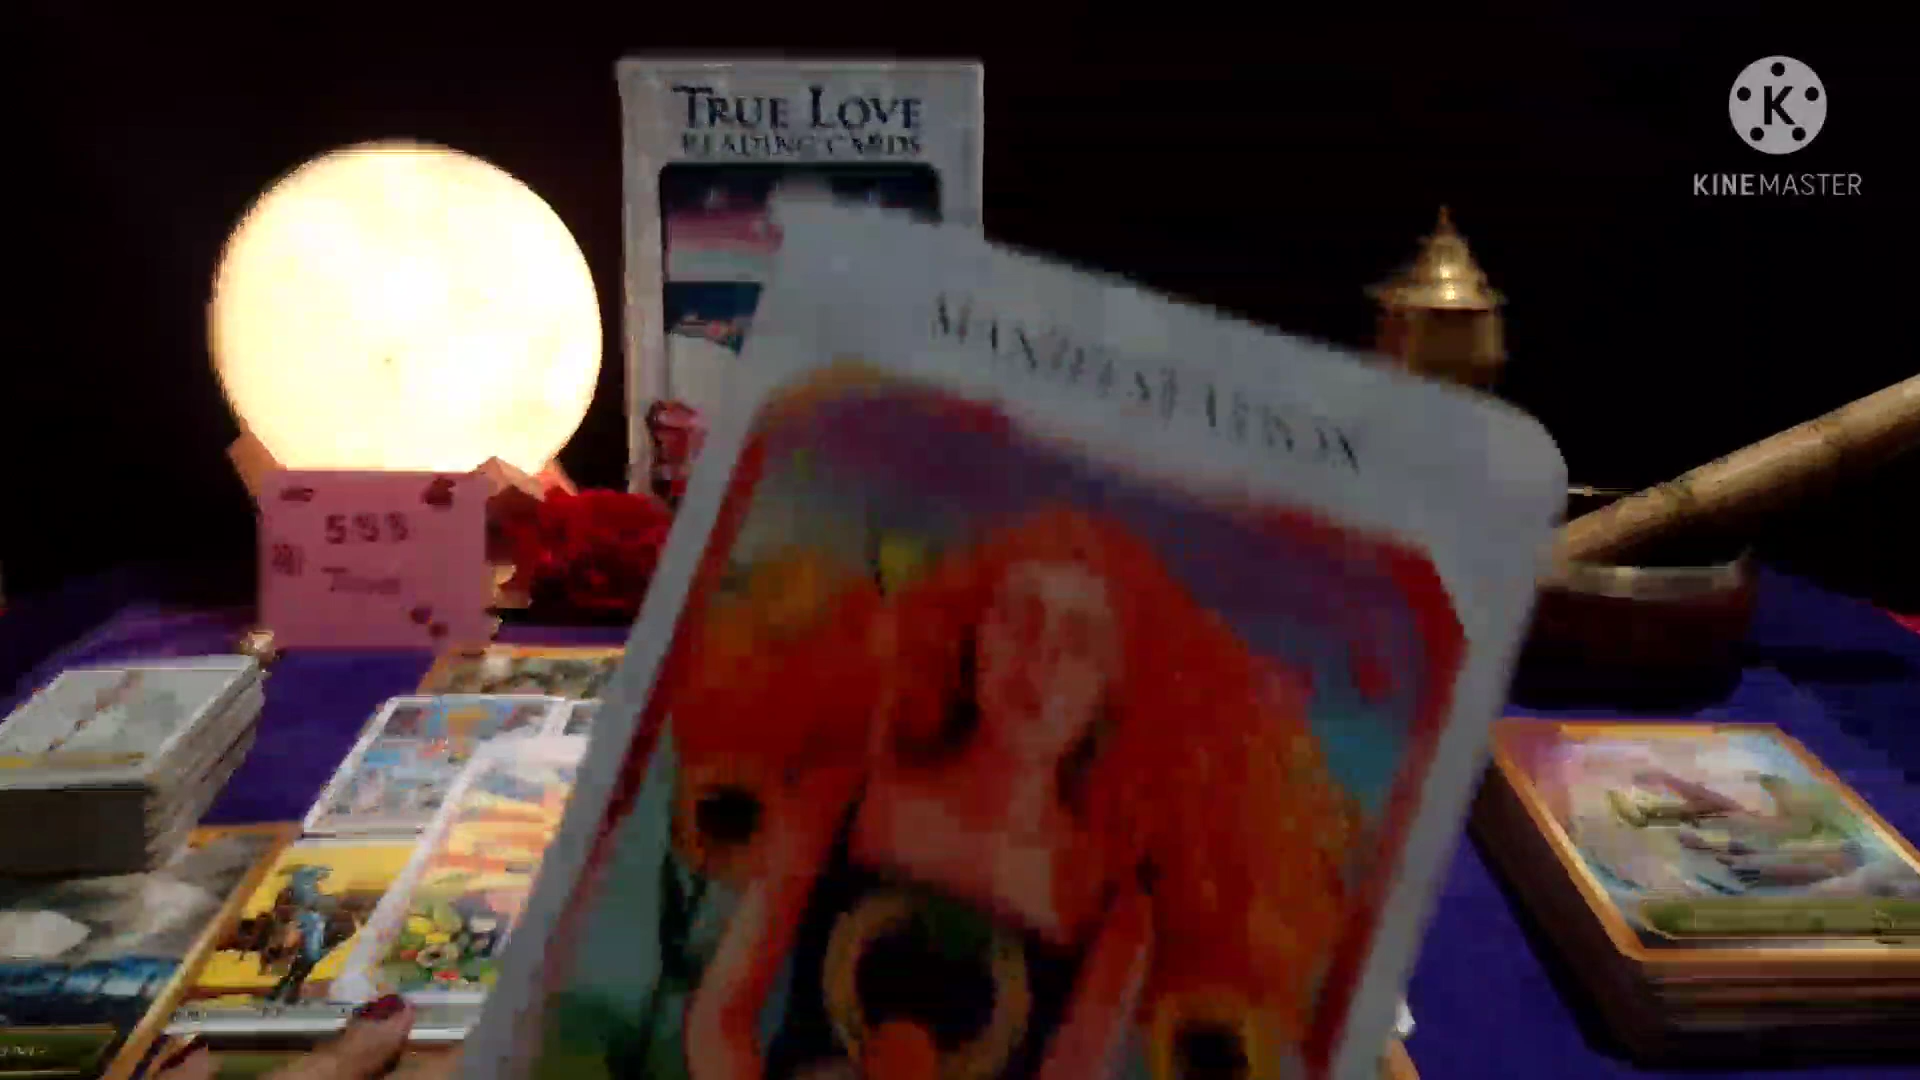 TRUE LOVE
READING CARDS
KINEMASTER
MANIFESTATION
555